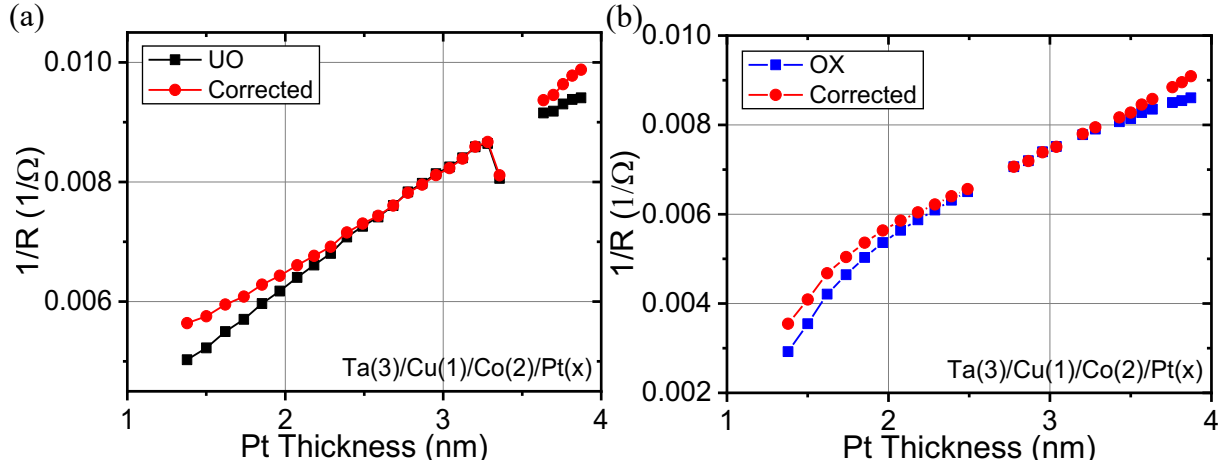 (a)
1/R (1/Ω)
0.010
0.008
0.006
UO
Corrected
Ta(3)/Cu(1)/Co(2)/Pt(x)
1
2
3
4
Pt Thickness (nm)
(b)
1/R (1/Ω)
0.010
0.008
0.006
0.004
0.002
OX
Corrected
Ta(3)/Cu(1)/Co(2)/Pt(x)
1
2
3
4
Pt Thickness (nm)